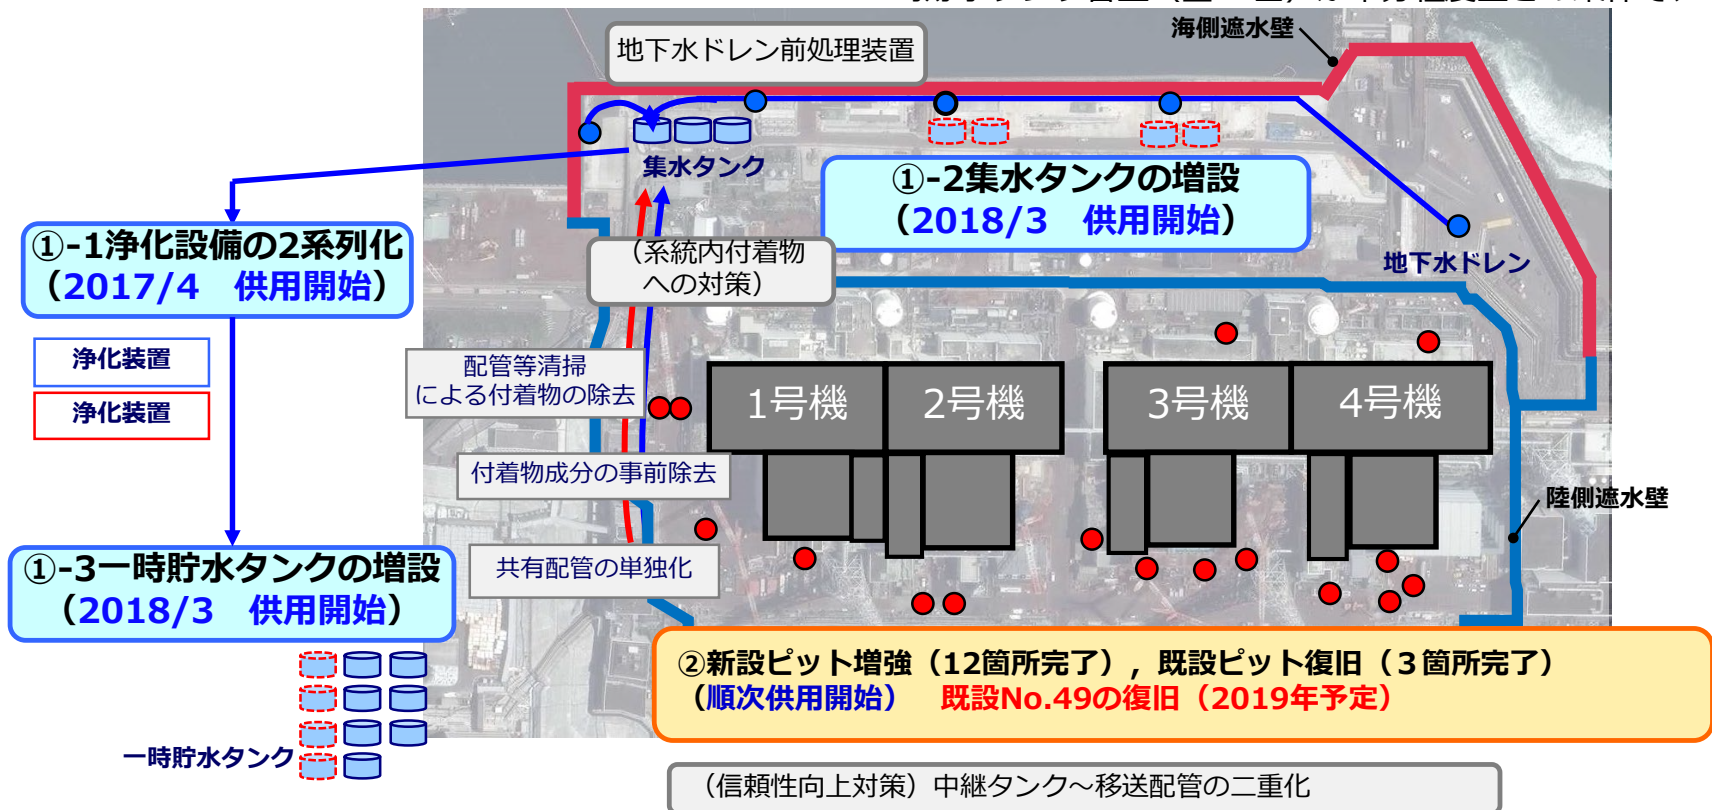 海側遮水壁
地下水ドレン前処理装置
集水タンク
①-2集水タンクの増設
（2018/3　供用開始）
①-1浄化設備の2系列化
（2017/4　供用開始）
（系統内付着物
への対策）
地下水ドレン
浄化装置
浄化装置
配管等清掃
による付着物の除去
1号機
2号機
3号機
4号機
付着物成分の事前除去
陸側遮水壁
共有配管の単独化
①-3一時貯水タンクの増設
（2018/3　供用開始）
②新設ピット増強（12箇所完了），既設ピット復旧（３箇所完了）
（順次供用開始）　既設No.49の復旧（2019年予定）
一時貯水タンク
（信頼性向上対策）中継タンク～移送配管の二重化